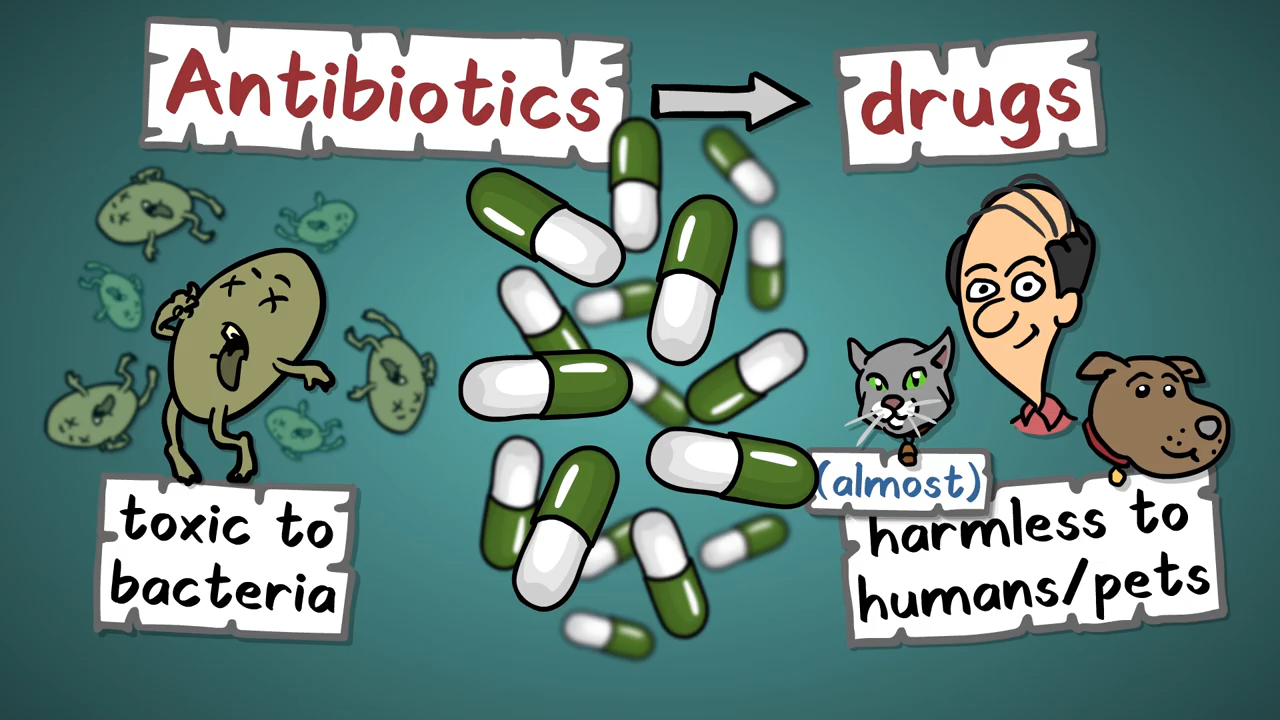 Antibiotics
drugs
toxic to
bacteria
(almost)
harmless to
humans/pets